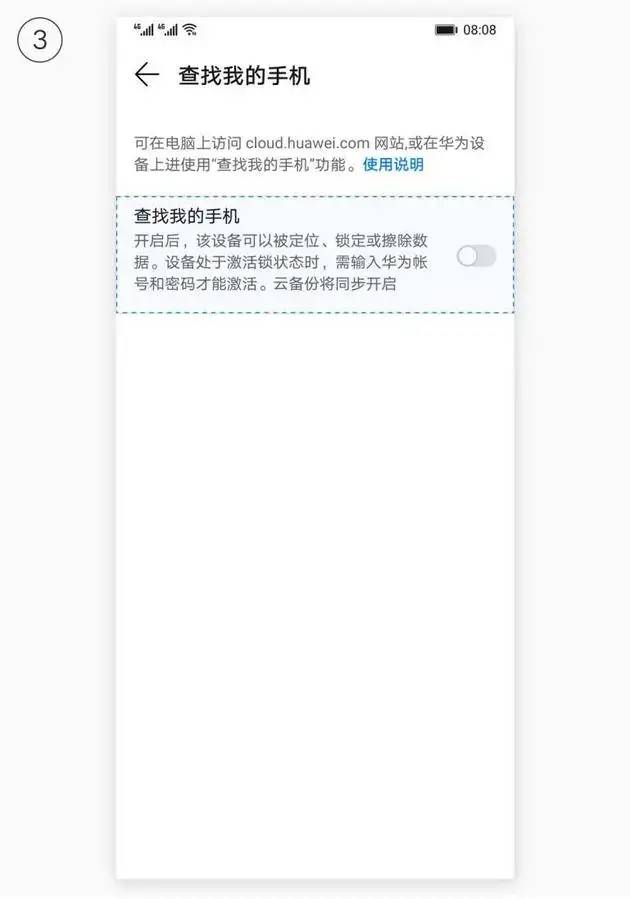 3
4G 4G 08:08
查找我的手机
可在电脑上访问 cloud.huawei.com 网站,或在华为设
备上进使用“查找我的手机”功能。使用说明
查找我的手机
开启后，该设备可以被定位、锁定或擦除数
据。设备处于激活锁状态时，需输入华为帐
号和密码才能激活。云备份将同步开启